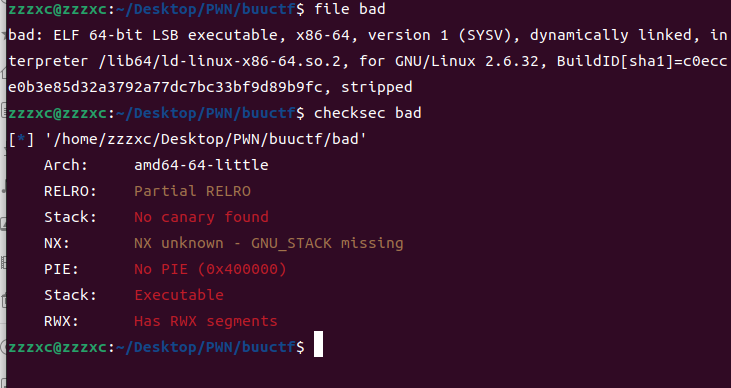 zzzxc@zzzxc:~/Desktop/PWN/buuctf$ file bad
bad: ELF 64-bit LSB executable, x86-64, version 1 (SYSV), dynamically linked, in
terpreter /lib64/ld-linux-x86-64.so.2, for GNU/Linux 2.6.32, BuildID[sha1]=c0ecc
e0b3e85d32a3792a77dc7bc33bf9d89b9fc, stripped
zzzxc@zzzxc:~/Desktop/PWN/buuctf$ checksec bad
[*] '/home/zzzxc/Desktop/PWN/buuctf/bad'
    Arch:     amd64-64-little
    RELRO:    Partial RELRO
    Stack:    No canary found
    NX:       NX unknown - GNU_STACK missing
    PIE:      No PIE (0x400000)
    Stack:    Executable
    RWX:      Has RWX segments
zzzxc@zzzxc:~/Desktop/PWN/buuctf$